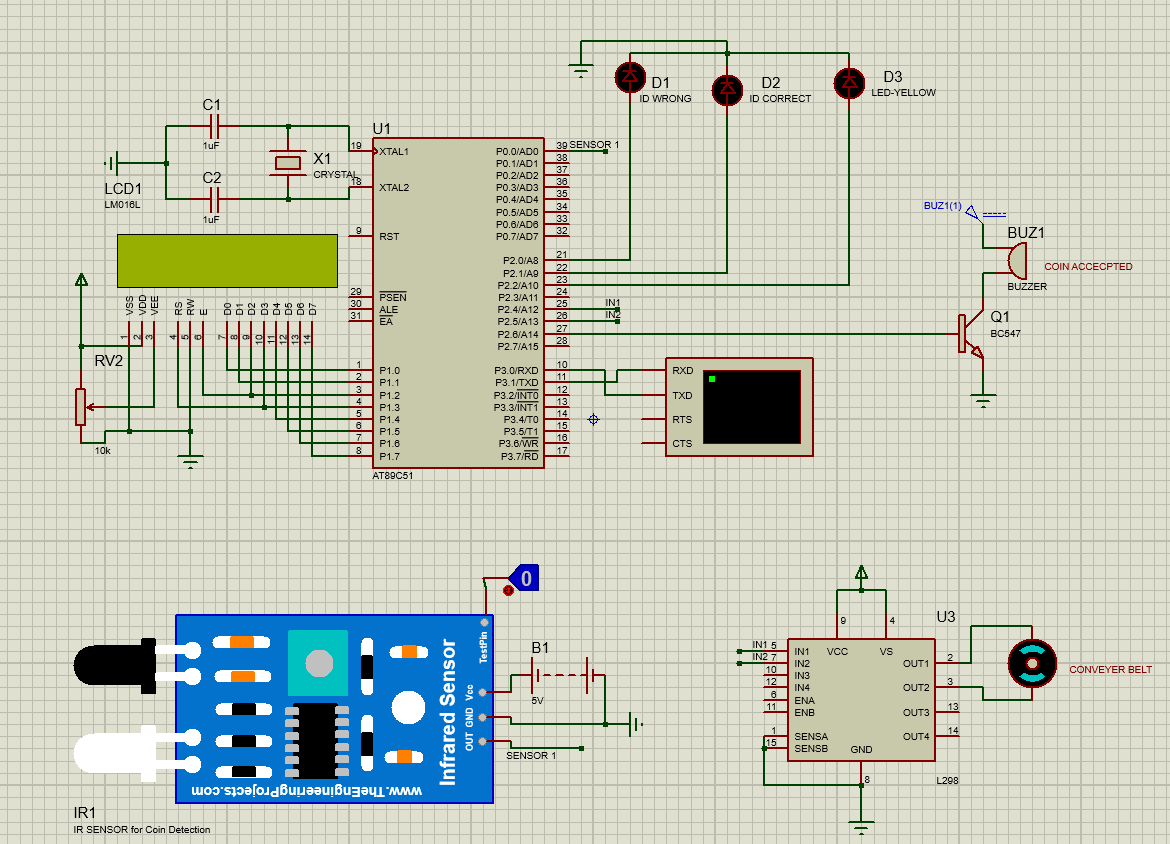 C1
1uF
C2
1uF
X1
CRYSTAL
LCD1
LM016L
VSS
VDD
VEE
RS
RW
E
D0
D1
D2
D3
D4
D5
D6
D7
1
2
3
4
5
6
7
8
9
10
11
12
13
14
RV2
10k
U1
19 XTAL1
18 XTAL2
9 RST
29 PSEN
30 ALE
31 EA
1 P1.0
2 P1.1
3 P1.2
4 P1.3
5 P1.4
6 P1.5
7 P1.6
8 P1.7
P0.0/AD0 39 SENSOR 1
P0.1/AD1 38
P0.2/AD2 37
P0.3/AD3 36
P0.4/AD4 35
P0.5/AD5 34
P0.6/AD6 33
P0.7/AD7 32
P2.0/A8 21
P2.1/A9 22
P2.2/A10 23
P2.3/A11 24
P2.4/A12 25 IN1
P2.5/A13 26 IN2
P2.6/A14 27
P2.7/A15 28
P3.0/RXD 10
P3.1/TXD 11
P3.2/INT0 12
P3.3/INT1 13
P3.4/T0 14
P3.5/T1 15
P3.6/WR 16
P3.7/RD 17
AT89C51
D1
ID WRONG
D2
ID CORRECT
D3
LED-YELLOW
BUZ1(1)
BUZ1
COIN ACCECPTED
BUZZER
Q1
BC547
RXD
TXD
RTS
CTS
0
TestPin
Vcc
GND
OUT
Infrared Sensor
www.TheEngineeringProjects.com
B1
5V
SENSOR 1
IR1
IR SENSOR for Coin Detection
U3
9
4
VCC
VS
IN1 5 IN1
IN2 7 IN2
10 IN3
12 IN4
6 ENA
11 ENB
1 SENSA
15 SENSB
GND
8
OUT1 2
OUT2 3
OUT3 13
OUT4 14
L298
CONVEYER BELT